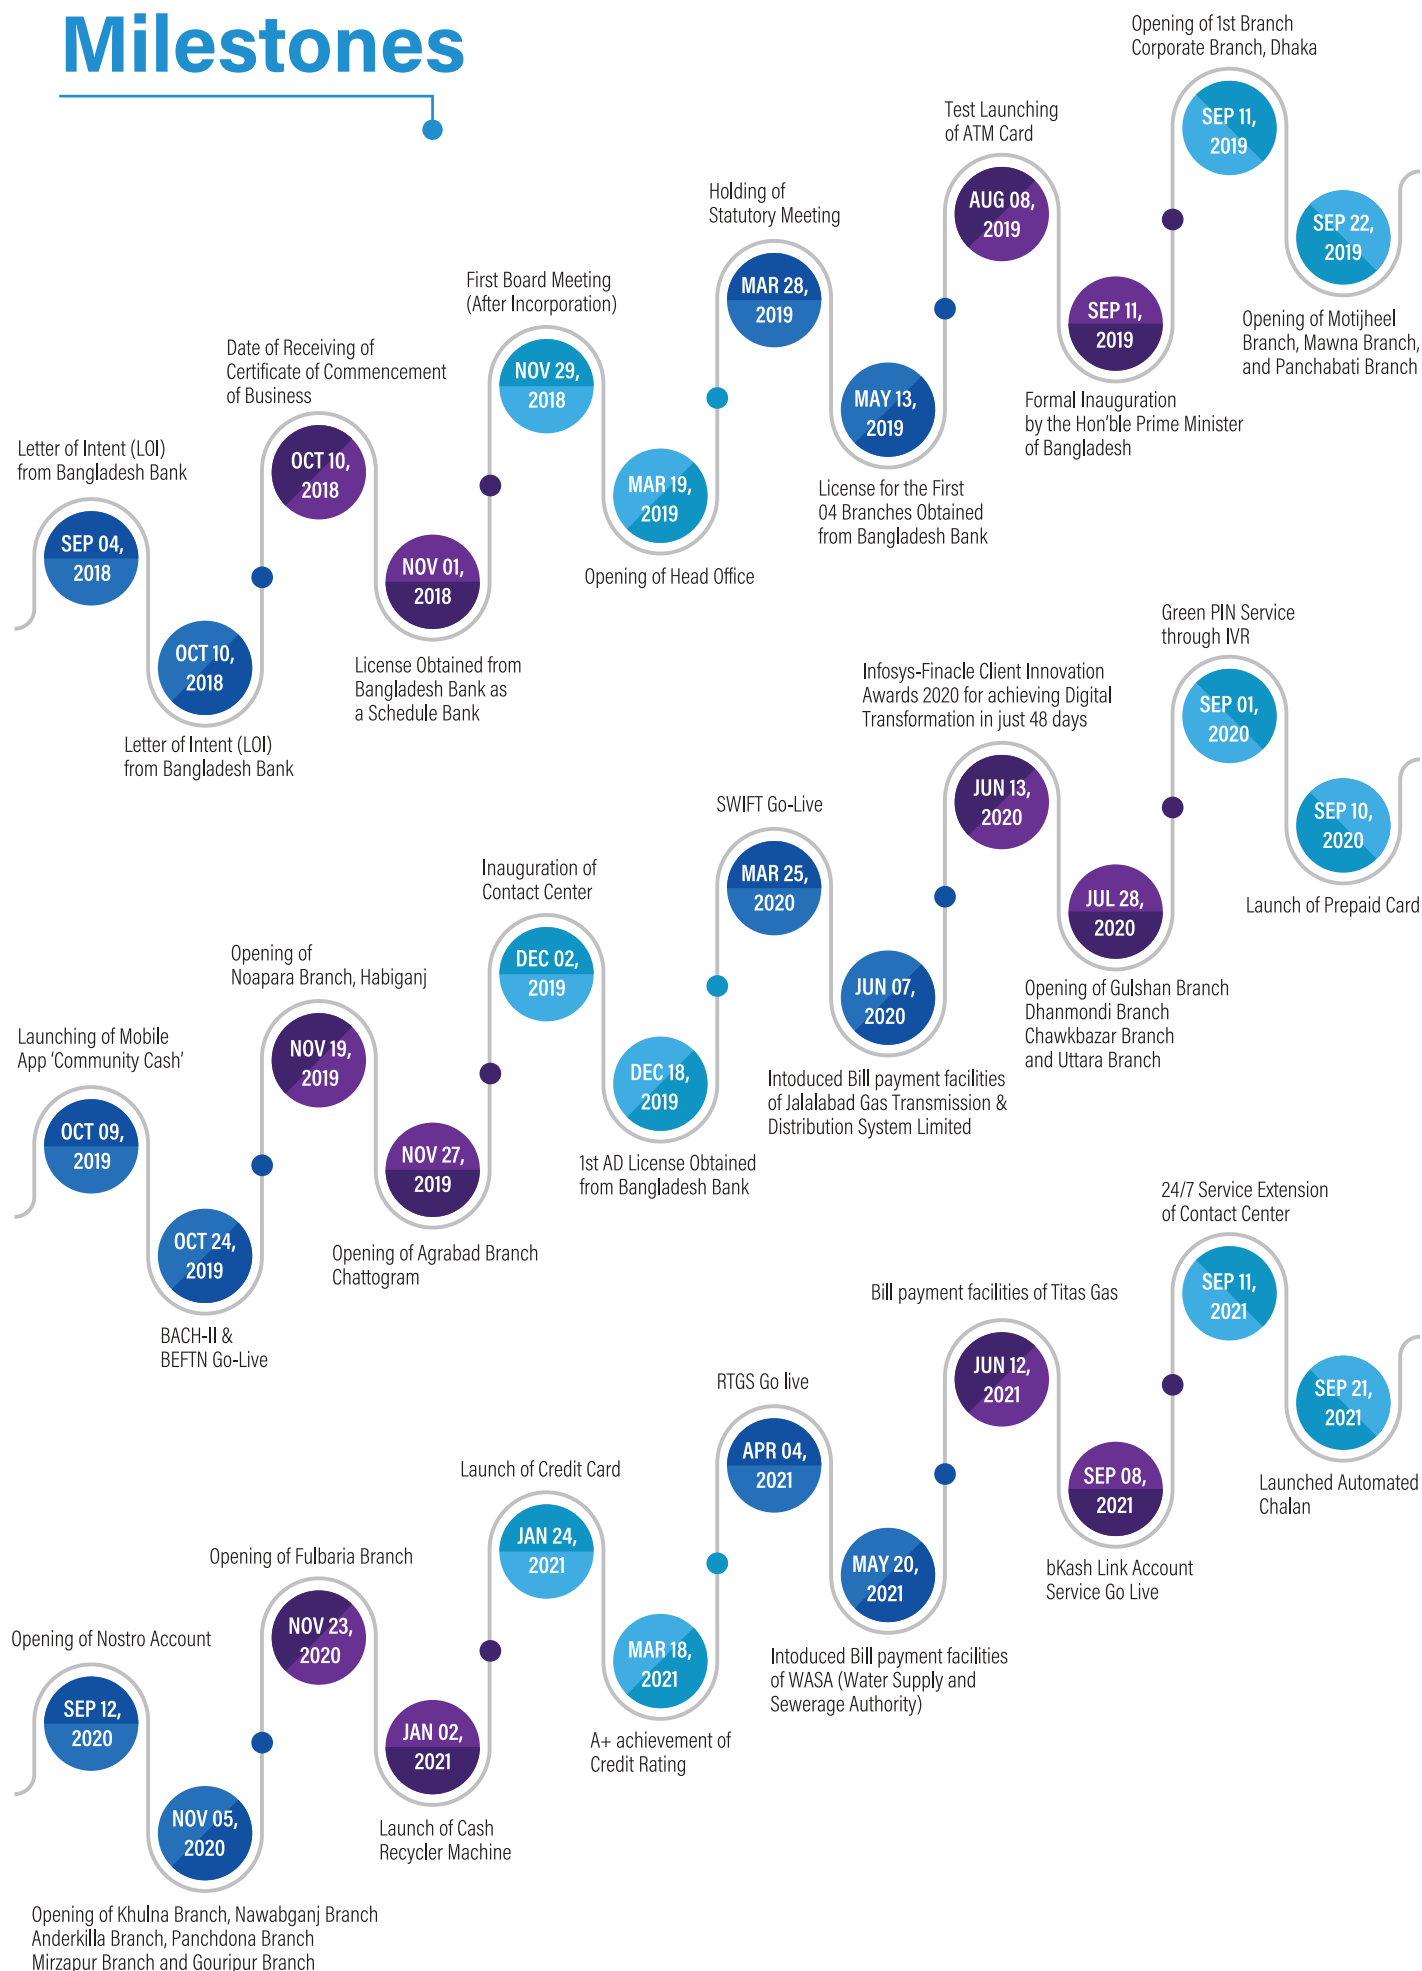 Milestones
Letter of Intent (LOI)
from Bangladesh Bank
SEP 04,
2018
OCT 10,
2018
Letter of Intent (LOI)
from Bangladesh Bank
Date of Receiving of
Certificate of Commencement
of Business
OCT 10,
2018
NOV 01,
2018
License Obtained from
Bangladesh Bank as
a Schedule Bank
First Board Meeting
(After Incorporation)
NOV 29,
2018
MAR 19,
2019
Opening of Head Office
Holding of
Statutory Meeting
MAR 28,
2019
MAY 13,
2019
License for the First
04 Branches Obtained
from Bangladesh Bank
Test Launching
of ATM Card
AUG 08,
2019
SEP 11,
2019
Formal Inauguration
by the Hon'ble Prime Minister
of Bangladesh
Opening of 1st Branch
Corporate Branch, Dhaka
SEP 11,
2019
SEP 22,
2019
Opening of Motijheel
Branch, Mawna Branch,
and Panchabati Branch
Launching of Mobile
App ‘Community Cash’
OCT 09,
2019
OCT 24,
2019
BACH-II &
BEFTN Go-Live
Opening of
Noapara Branch, Habiganj
NOV 19,
2019
NOV 27,
2019
Opening of Agrabad Branch
Chattogram
Inauguration of
Contact Center
DEC 02,
2019
DEC 18,
2019
1st AD License Obtained
from Bangladesh Bank
SWIFT Go-Live
MAR 25,
2020
JUN 07,
2020
Intoduced Bill payment facilities
of Jalalabad Gas Transmission &
Distribution System Limited
Infosys-Finacle Client Innovation
Awards 2020 for achieving Digital
Transformation in just 48 days
JUN 13,
2020
JUL 28,
2020
Opening of Gulshan Branch
Dhanmondi Branch
Chawkbazar Branch
and Uttara Branch
Green PIN Service
through IVR
SEP 01,
2020
SEP 10,
2020
Launch of Prepaid Card
Opening of Nostro Account
SEP 12,
2020
NOV 05,
2020
Opening of Khulna Branch, Nawabganj Branch
Anderkilla Branch, Panchdona Branch
Mirzapur Branch and Gouripur Branch
Opening of Fulbaria Branch
NOV 23,
2020
JAN 02,
2021
Launch of Cash
Recycler Machine
Launch of Credit Card
JAN 24,
2021
MAR 18,
2021
A+ achievement of
Credit Rating
RTGS Go live
APR 04,
2021
MAY 20,
2021
Intoduced Bill payment facilities
of WASA (Water Supply and
Sewerage Authority)
Bill payment facilities of Titas Gas
JUN 12,
2021
SEP 08,
2021
bKash Link Account
Service Go Live
24/7 Service Extension
of Contact Center
SEP 11,
2021
SEP 21,
2021
Launched Automated
Chalan